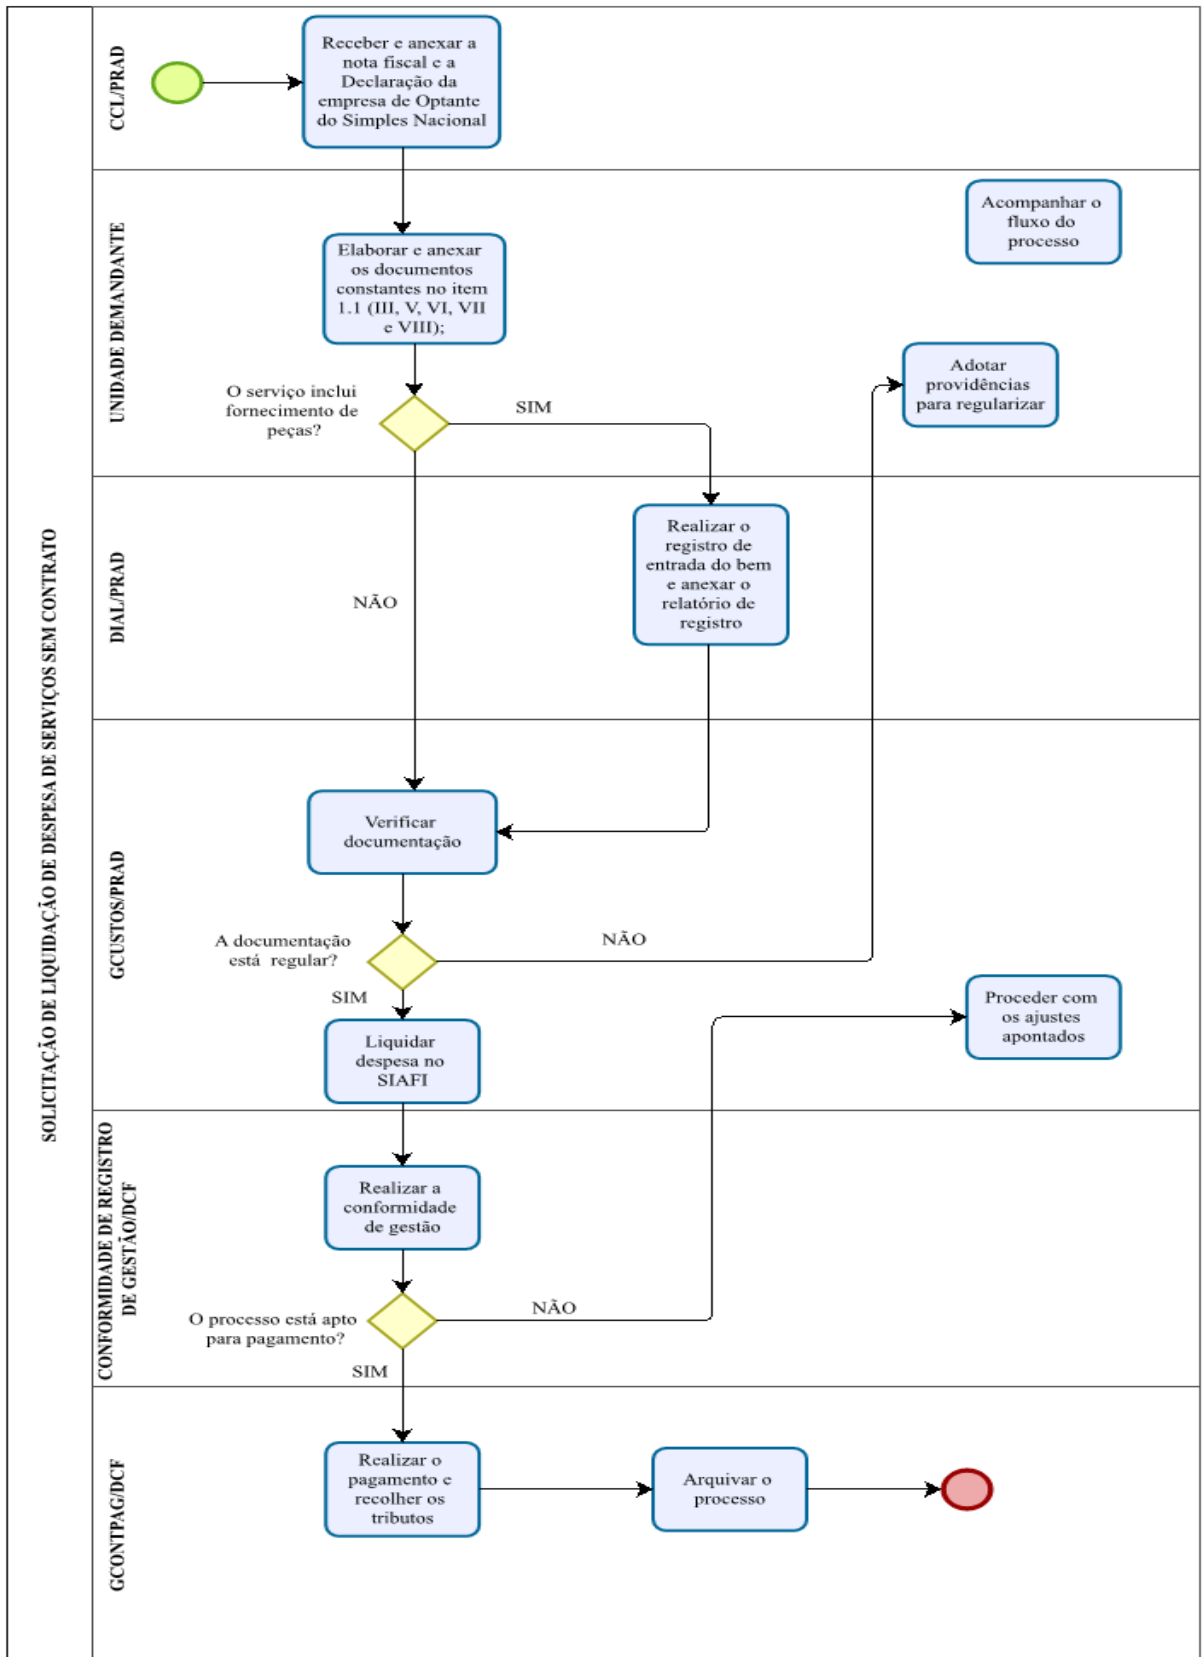 SOLICITAÇÃO DE LIQUIDAÇÃO DE DESPESA DE SERVIÇOS SEM CONTRATO
CCL/PRAD
Receber e anexar a
nota fiscal e a
Declaração da
empresa de Optante
do Simples Nacional
UNIDADE DEMANDANTE
Acompanhar o
fluxo do
processo
Elaborar e anexar
os documentos
constantes no item
1.1 (III, V, VI, VII
e VIII);
Adotar
providências
para regularizar
O serviço inclui
fornecimento de
peças?
SIM
NÃO
DIAL/PRAD
Realizar o
registro de
entrada do bem
e anexar o
relatório de
registro
GCUSTOS/PRAD
Verificar
documentação
A documentação
está regular?
NÃO
SIM
Liquidar
despesa no
SIAFI
Proceder com
os ajustes
apontados
CONFORMIDADE DE REGISTRO
DE GESTÃO/DCF
Realizar a
conformidade
de gestão
O processo está apto
para pagamento?
NÃO
SIM
GCONTPAG/DCF
Realizar o
pagamento e
recolher os
tributos
Arquivar o
processo